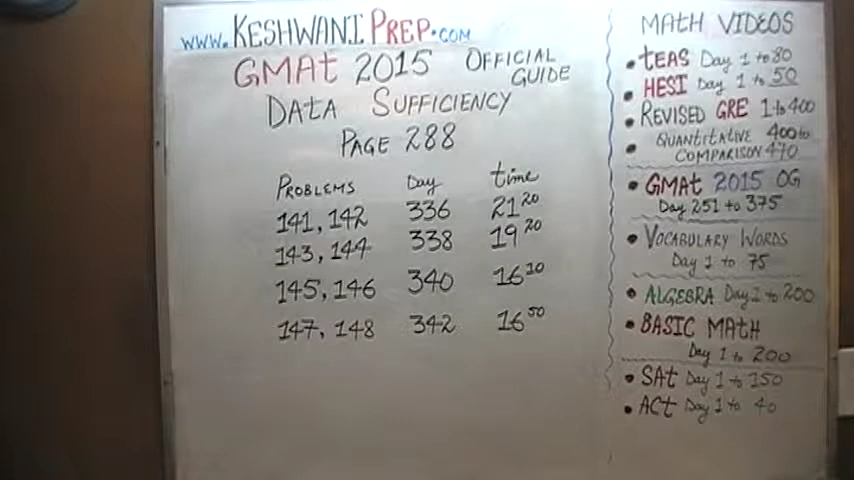 www.KESHWANIPREP.com
GMAt 2015 OFFICIAL GUIDE
DATA SUFFICIENCY
PAGE 288
PROBLEMS Day time
141, 142 336 21 20
143, 144 338 19 20
145, 146 340 16 10
147, 148 342 16 50
MATH VIDEOS
• tEAS Day 1 to 80
• HESI Day 1 to 50
• REVISED GRE 1 to 400
• QUANtItAtIVE 400 to
COMPARISON 470
• GMAt 2015 OG
Day 251 to 375
• VOCABULARY WORDS
Day 1 to 75
• ALGEBRA Day 1 to 200
• BASIC MATH
Day 1 to 200
• SAt Day 1 to 150
• ACt Day 1 to 40